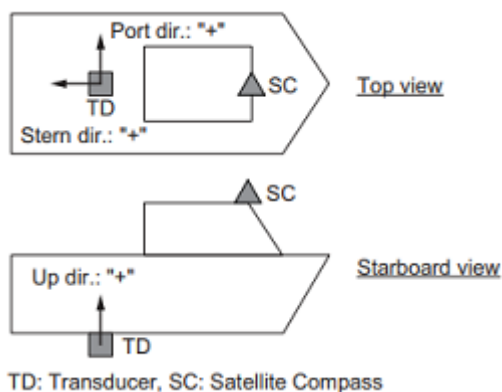 Port dir.: "+"
SC
Top view
TD
Stern dir.: "+"
SC
Up dir.: "+"
Starboard view
TD
TD: Transducer, SC: Satellite Compass